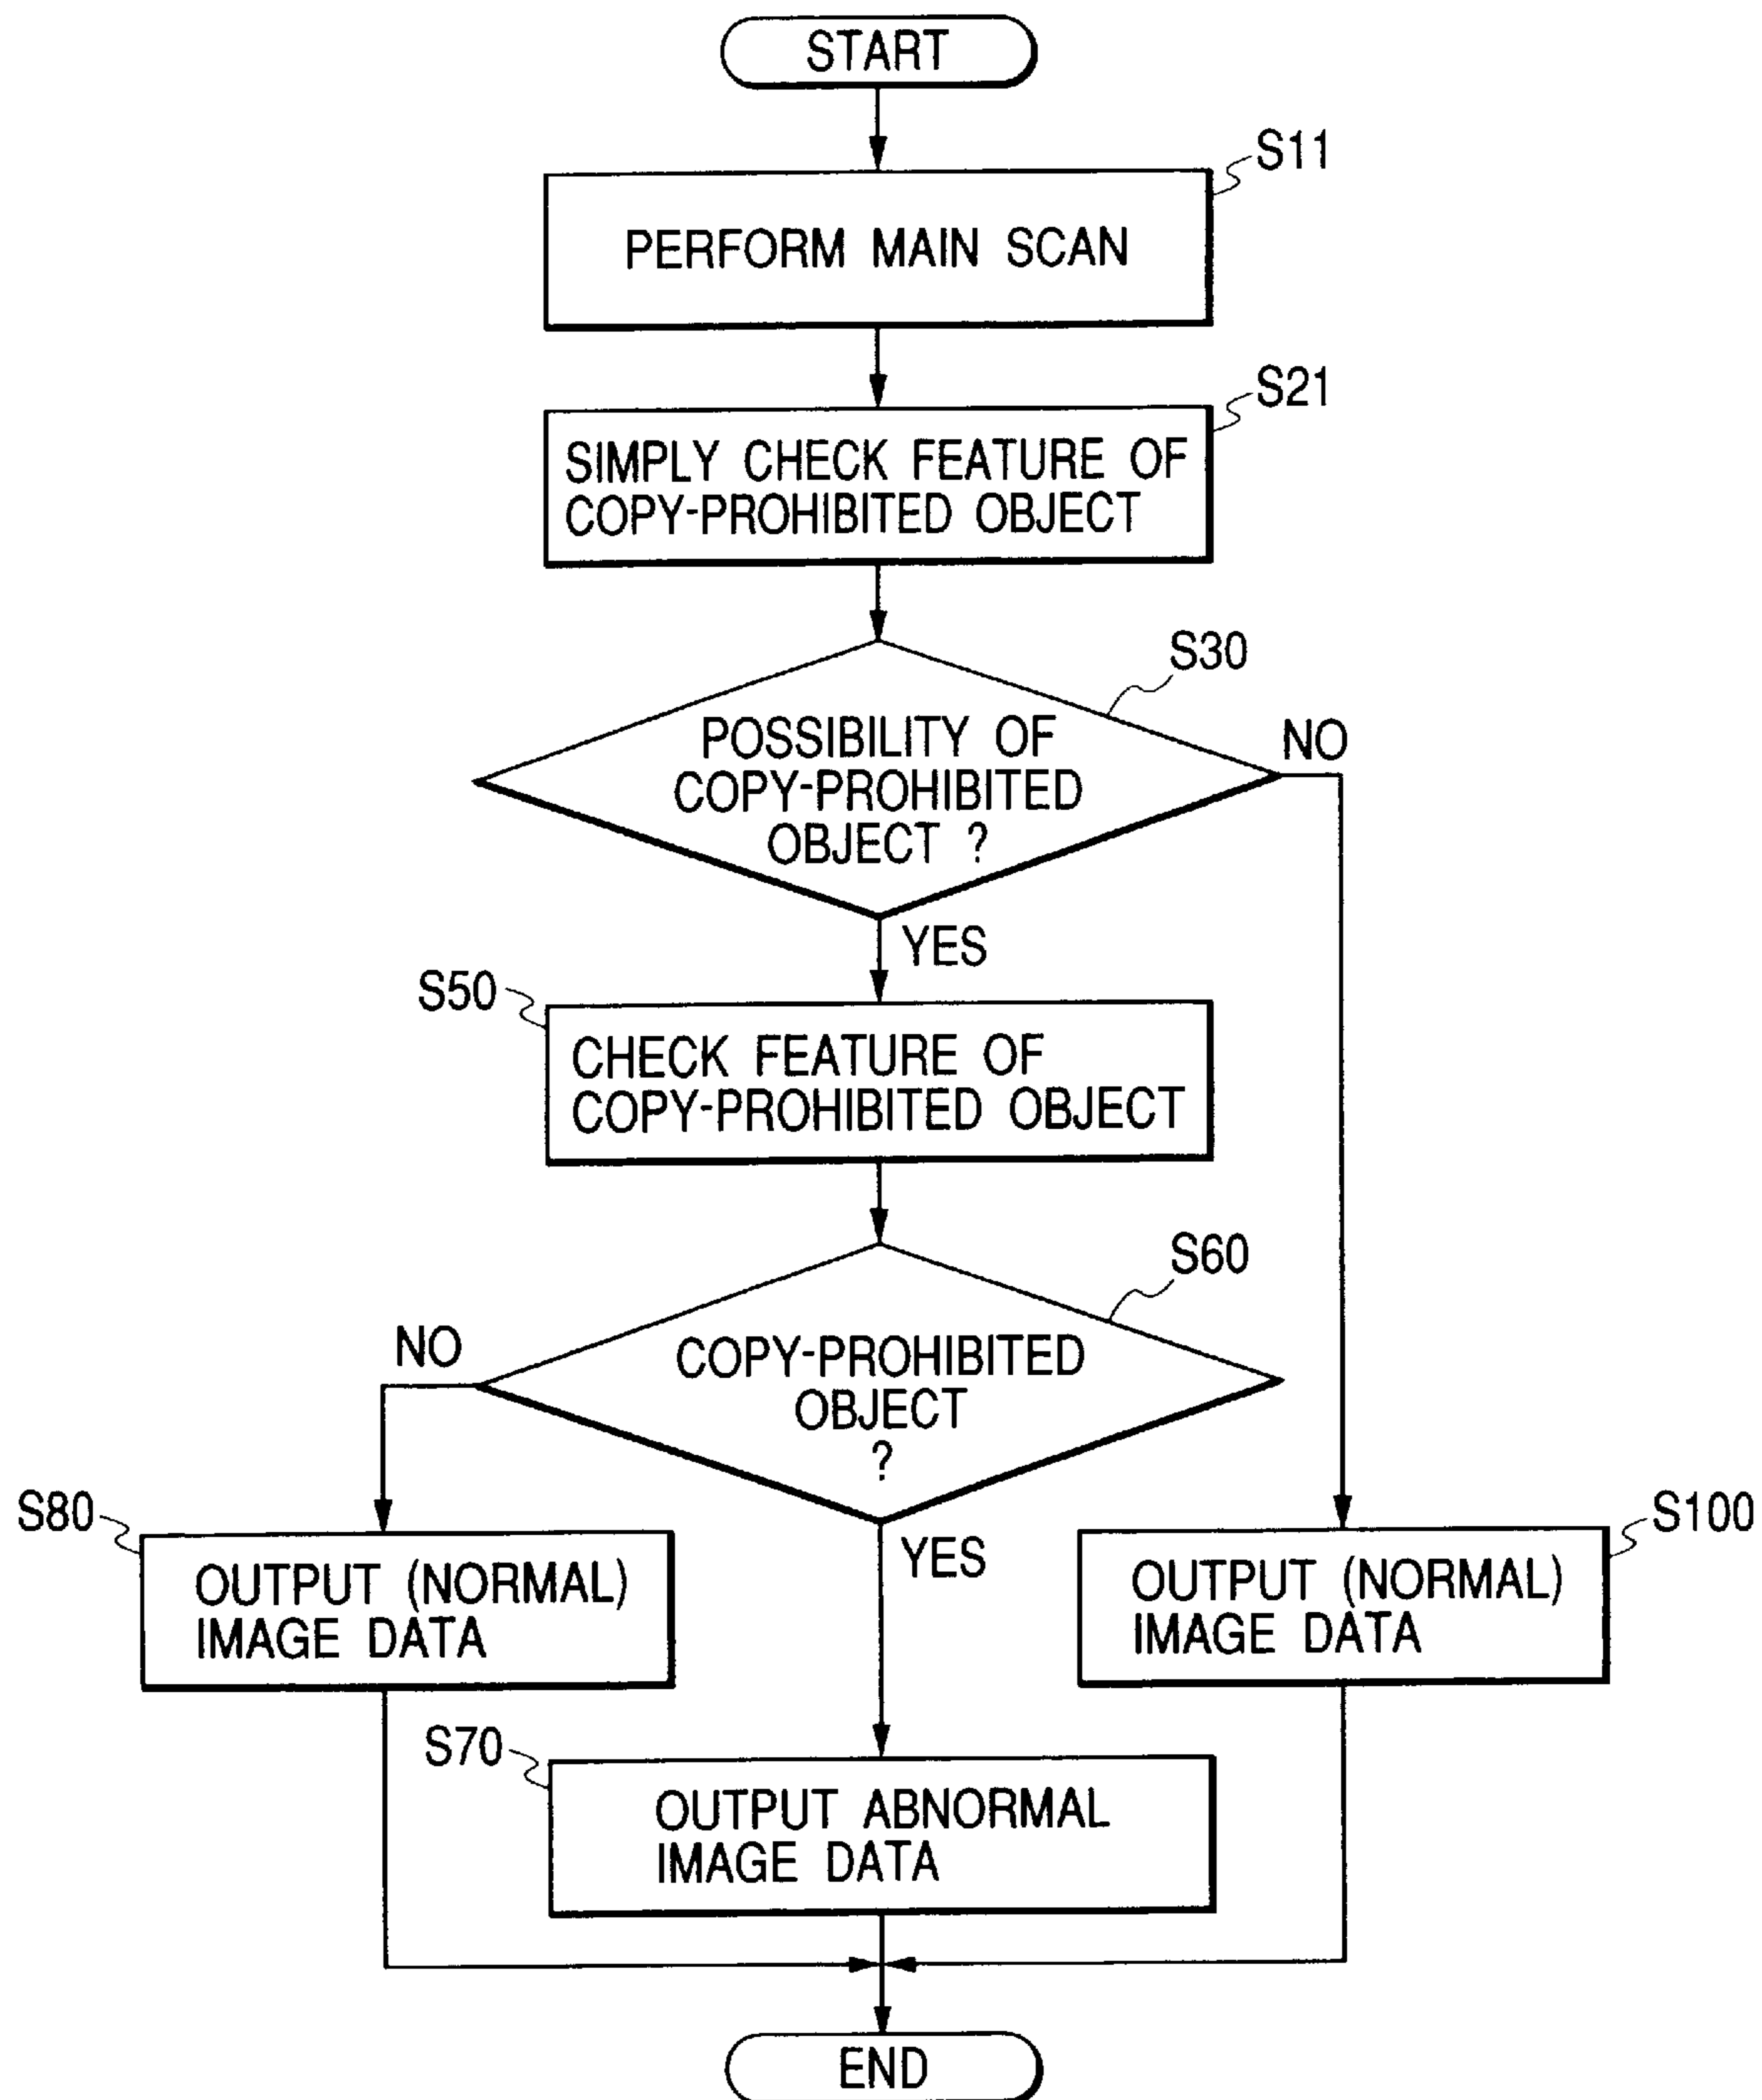 START
S11
PERFORM MAIN SCAN
S21
SIMPLY CHECK FEATURE OF
COPY-PROHIBITED OBJECT
S30
POSSIBILITY OF
COPY-PROHIBITED
OBJECT ?
NO
YES
S50
CHECK FEATURE OF
COPY-PROHIBITED OBJECT
S60
COPY-PROHIBITED
OBJECT
?
NO
YES
S80
OUTPUT (NORMAL)
IMAGE DATA
S100
OUTPUT (NORMAL)
IMAGE DATA
S70
OUTPUT ABNORMAL
IMAGE DATA
END